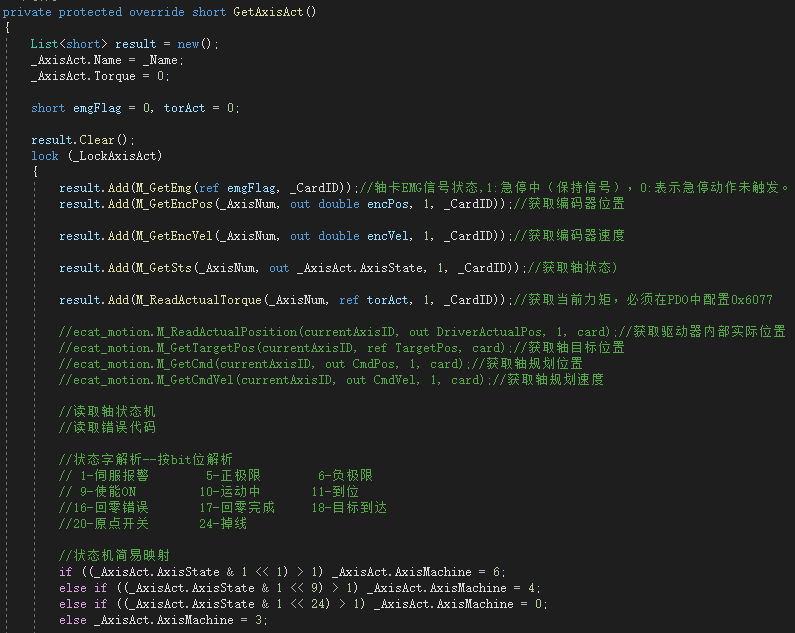 private protected override short GetAxisAct()
{
List<short> result = new();
_AxisAct.Name = _Name;
_AxisAct.Torque = 0;
short emgFlag = 0, torAct = 0;
result.Clear();
lock (_LockAxisAct)
{
result.Add(M_GetEmg(ref emgFlag, _CardID));//轴卡EMG信号状态,1:急停中（保持信号），0:表示急停动作未触发。
result.Add(M_GetEncPos(_AxisNum, out double encPos, 1, _CardID));//获取编码器位置
result.Add(M_GetEncVel(_AxisNum, out double encVel, 1, _CardID));//获取编码器速度
result.Add(M_GetSts(_AxisNum, out _AxisAct.AxisState, 1, _CardID));//获取轴状态)
result.Add(M_ReadActualTorque(_AxisNum, ref torAct, 1, _CardID));//获取当前力矩，必须在PDO中配置0x6077
//ecat_motion.M_ReadActualPosition(currentAxisID, out DriverActualPos, 1, card);//获取驱动器内部实际位置
//ecat_motion.M_GetTargetPos(currentAxisID, ref TargetPos, card);//获取轴目标位置
//ecat_motion.M_GetCmd(currentAxisID, out CmdPos, 1, card);//获取轴规划位置
//ecat_motion.M_GetCmdVel(currentAxisID, out CmdVel, 1, card);//获取轴规划速度
//读取轴状态机
//读取错误代码
//状态字解析--按bit位解析
// 1-伺服报警 5-正极限 6-负极限
// 9-使能ON 10-运动中 11-到位
//16-回零错误 17-回零完成 18-目标到达
//20-原点开关 24-掉线
//状态机简易映射
if ((_AxisAct.AxisState & 1 << 1) > 1) _AxisAct.AxisMachine = 6;
else if ((_AxisAct.AxisState & 1 << 9) > 1) _AxisAct.AxisMachine = 4;
else if ((_AxisAct.AxisState & 1 << 24) > 1) _AxisAct.AxisMachine = 0;
else _AxisAct.AxisMachine = 3;